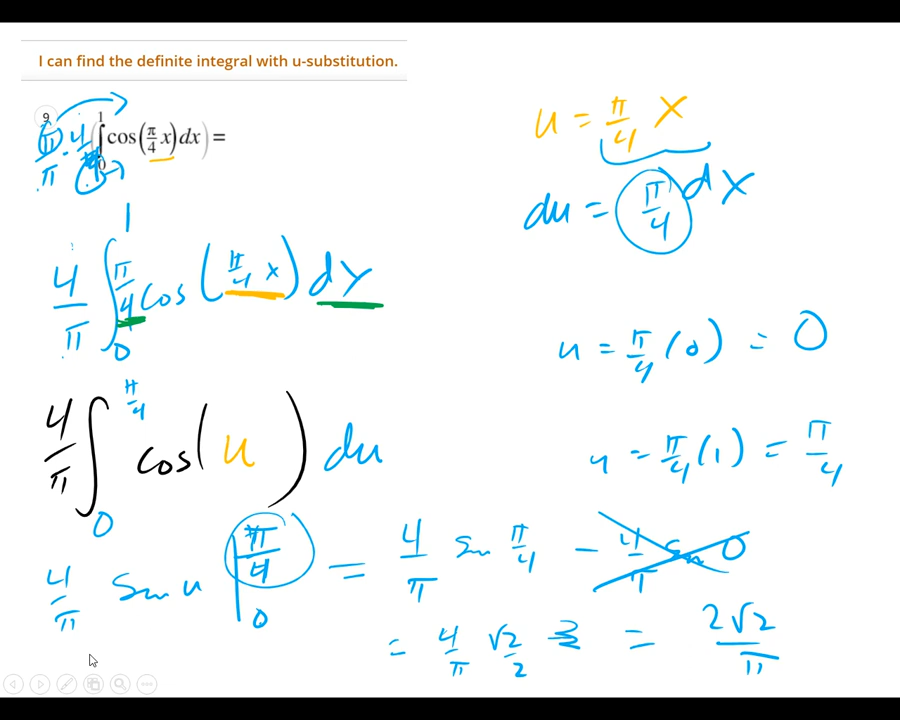 I can find the definite integral with u-substitution.
9
4/π ∫₀¹ cos(π/4 x) dx =
u = π/4 x
du = π/4 dx
4/π ∫₀¹ π/4 cos(π/4 x) dx
u = π/4 (0) = 0
4/π ∫₀^(π/4) cos(u) du
u = π/4 (1) = π/4
4/π sin u |₀^(π/4) = 4/π sin π/4 - 4/π sin 0
= 4/π √2/2 = 2√2/π